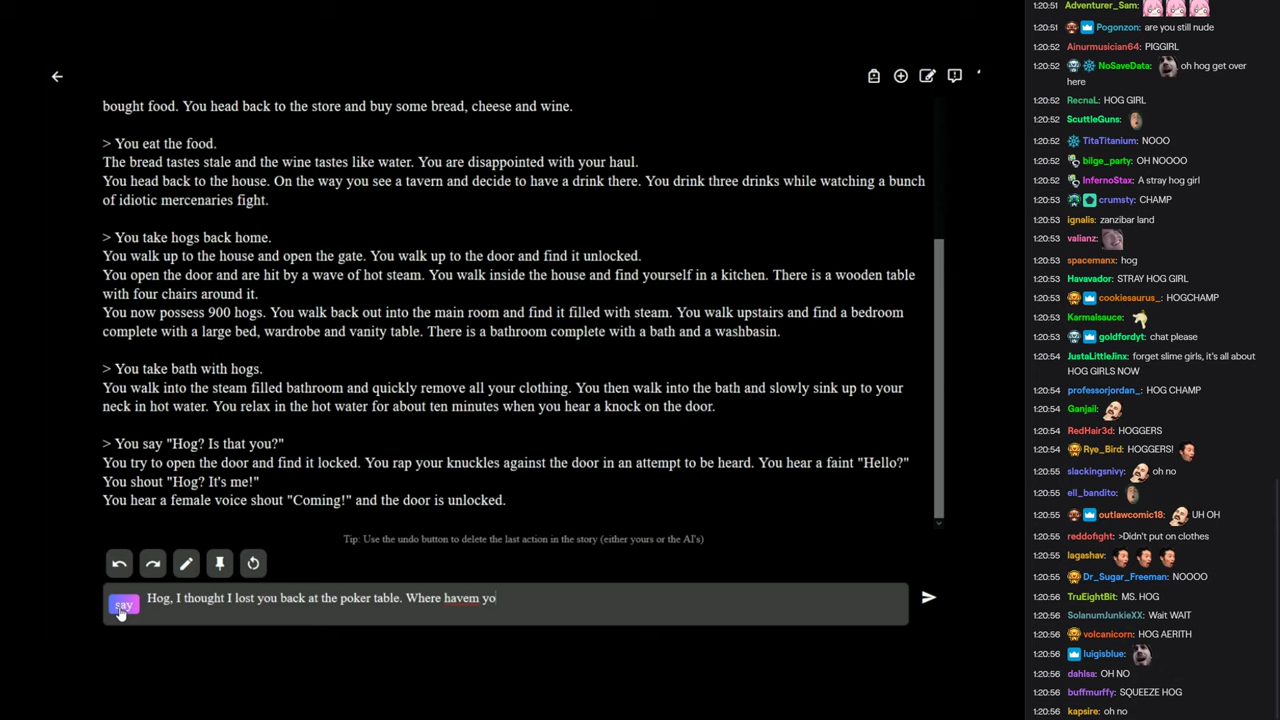 bought food. You head back to the store and buy some bread, cheese and wine.
> You eat the food.
The bread tastes stale and the wine tastes like water. You are disappointed with your haul.
You head back to the house. On the way you see a tavern and decide to have a drink there. You drink three drinks while watching a bunch
of idiotic mercenaries fight.
> You take hogs back home.
You walk up to the house and open the gate. You walk up to the door and find it unlocked.
You open the door and are hit by a wave of hot steam. You walk inside the house and find yourself in a kitchen. There is a wooden table
with four chairs around it.
You now possess 900 hogs. You walk back out into the main room and find it filled with steam. You walk upstairs and find a bedroom
complete with a large bed, wardrobe and vanity table. There is a bathroom complete with a bath and a washbasin.
> You take bath with hogs.
You walk into the steam filled bathroom and quickly remove all your clothing. You then walk into the bath and slowly sink up to your
neck in hot water. You relax in the hot water for about ten minutes when you hear a knock on the door.
> You say "Hog? Is that you?"
You try to open the door and find it locked. You rap your knuckles against the door in an attempt to be heard. You hear a faint "Hello?"
You shout "Hog? It's me!"
You hear a female voice shout "Coming!" and the door is unlocked.
Tip: Use the undo button to delete the last action in the story (either yours or the AI's)
say
Hog, I thought I lost you back at the poker table. Where havem yo
1:20:51 Adventurer_Sam:
1:20:51 Pogonzon: are you still nude
1:20:52 Ainurmusician64: PIGGIRL
1:20:52 NoSaveData: oh hog get over
here
1:20:52 RecnaL: HOG GIRL
1:20:52 ScuttleGuns:
1:20:52 TitaTitanium: NOOO
1:20:52 bilge_party: OH NOOOO
1:20:52 InfernoStax: A stray hog girl
1:20:53 crumsty: CHAMP
1:20:53 ignalis: zanzibar land
1:20:53 valianz:
1:20:53 spacemanx: hog
1:20:53 Havavador: STRAY HOG GIRL
1:20:53 cookiesaurus_: HOGCHAMP
1:20:53 Karmalsauce:
1:20:53 goldfordyt: chat please
1:20:54 JustaLittleJinx: forget slime girls, it's all about
HOG GIRLS NOW
1:20:54 professorjordan_: HOG CHAMP
1:20:54 Ganjail:
1:20:54 RedHair3d: HOGGERS
1:20:54 Rye_Bird: HOGGERS!
1:20:55 slackingsnivy: oh no
1:20:55 ell_bandito:
1:20:55 outlawcomic18: UH OH
1:20:55 reddofight: >Didn't put on clothes
1:20:55 lagashav:
1:20:56 Dr_Sugar_Freeman: NOOOO
1:20:56 TruEightBit: MS. HOG
1:20:56 SolanumJunkieXX: Wait WAIT
1:20:56 volcanicorn: HOG AERITH
1:20:56 luigisblue:
1:20:56 dahlsa: OH NO
1:20:56 buffmurffy: SQUEEZE HOG
1:20:56 kapsire: oh no